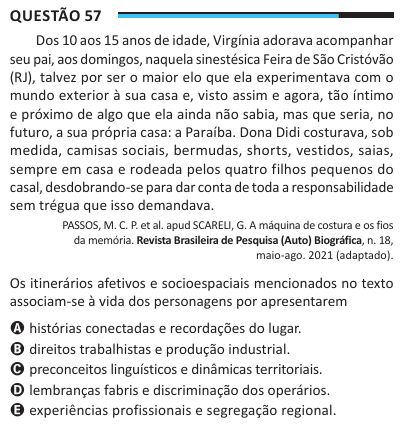 QUESTÃO 57
Dos 10 aos 15 anos de idade, Virgínia adorava acompanhar
seu pai, aos domingos, naquela sinestésica Feira de São Cristóvão
(RJ), talvez por ser o maior elo que ela experimentava com o
mundo exterior à sua casa e, visto assim e agora, tão íntimo
e próximo de algo que ela ainda não sabia, mas que seria, no
futuro, a sua própria casa: a Paraíba. Dona Didi costurava, sob
medida, camisas sociais, bermudas, shorts, vestidos, saias,
sempre em casa e rodeada pelos quatro filhos pequenos do
casal, desdobrando-se para dar conta de toda a responsabilidade
sem trégua que isso demandava.
PASSOS, M. C. P. et al. apud SCARELI, G. A máquina de costura e os fios
da memória. Revista Brasileira de Pesquisa (Auto) Biográfica, n. 18,
maio-ago. 2021 (adaptado).
Os itinerários afetivos e socioespaciais mencionados no texto
associam-se à vida dos personagens por apresentarem
A histórias conectadas e recordações do lugar.
B direitos trabalhistas e produção industrial.
C preconceitos linguísticos e dinâmicas territoriais.
D lembranças fabris e discriminação dos operários.
E experiências profissionais e segregação regional.